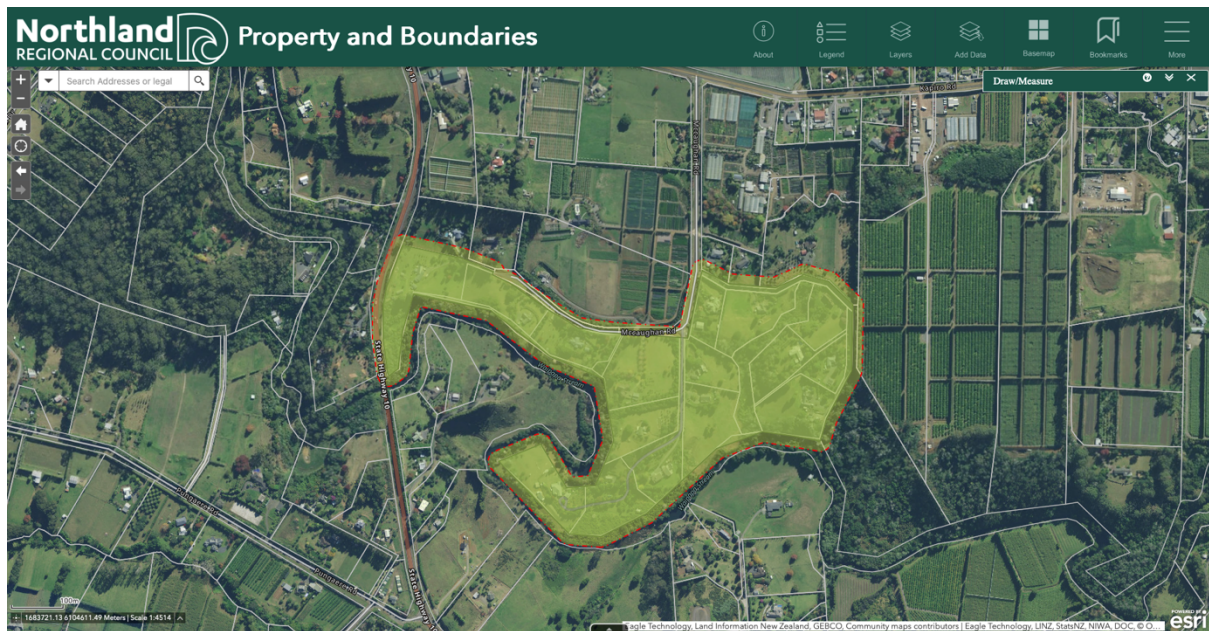 Northland
REGIONAL COUNCIL
Property and Boundaries
About
Legend
Layers
Add Data
Basemap
Bookmarks
More
+
Search Addresses or legal
Draw/Measure
Kapiro Rd
Mccaughan Rd
State Highway 10
Pungaere Rd
Pungaere Rd
State Highway 10
100m
1683721.13 6104611.49 Meters | Scale 1:4514
Eagle Technology, Land Information New Zealand, GEBCO, Community maps contributors | Eagle Technology, LINZ, StatsNZ, NIWA, DOC, © O...
POWERED BY
esri